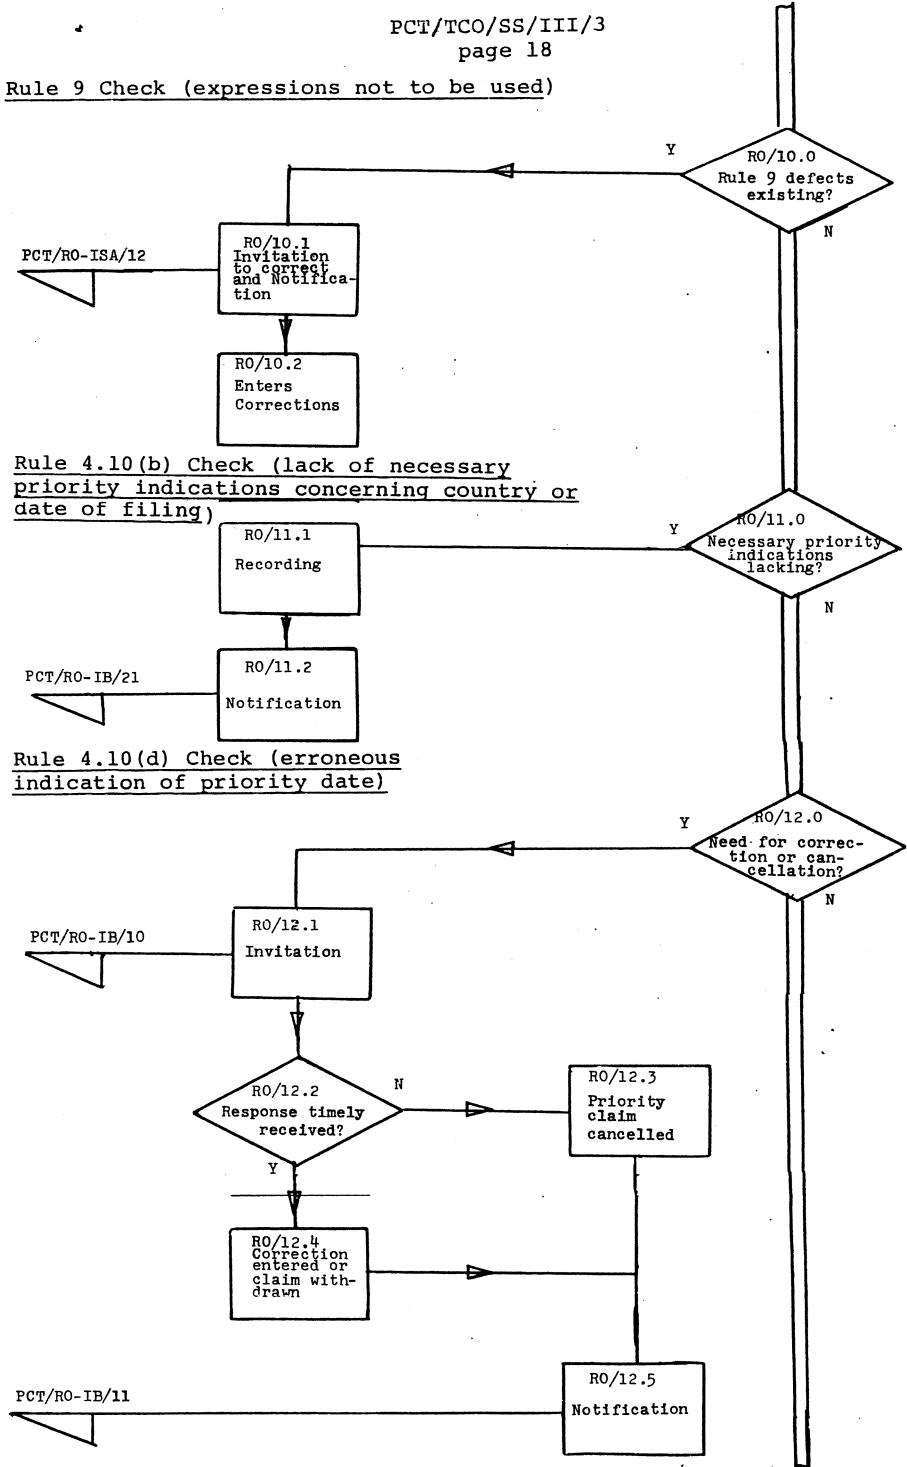 PCT/TCO/SS/III/3
page 18
Rule 9 Check (expressions not to be used)
Y
RO/10.0
Rule 9 defects
existing?
N
PCT/RO-ISA/12
RO/10.1
Invitation
to correct
and Notifica-
tion
RO/10.2
Enters
Corrections
Rule 4.10(b) Check (lack of necessary
priority indications concerning country or
date of filing)
Y
RO/11.0
Necessary priority
indications
lacking?
N
RO/11.1
Recording
PCT/RO-IB/21
RO/11.2
Notification
Rule 4.10(d) Check (erroneous
indication of priority date)
Y
RO/12.0
Need for correc-
tion or can-
cellation?
N
PCT/RO-IB/10
RO/12.1
Invitation
RO/12.2
Response timely
received?
N
Y
RO/12.3
Priority
claim
cancelled
RO/12.4
Correction
entered or
claim with-
drawn
PCT/RO-IB/11
RO/12.5
Notification